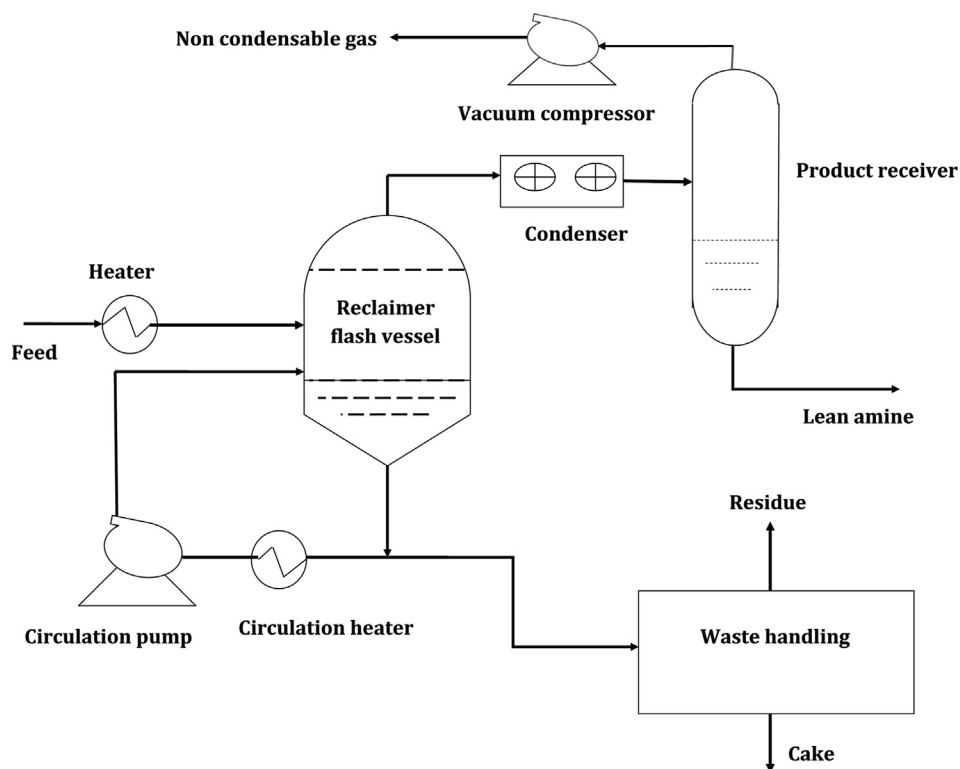 Non condensable gas
Vacuum compressor
Product receiver
Condenser
Heater
Reclaimer
flash vessel
Feed
Lean amine
Residue
Circulation pump
Circulation heater
Waste handling
Cake